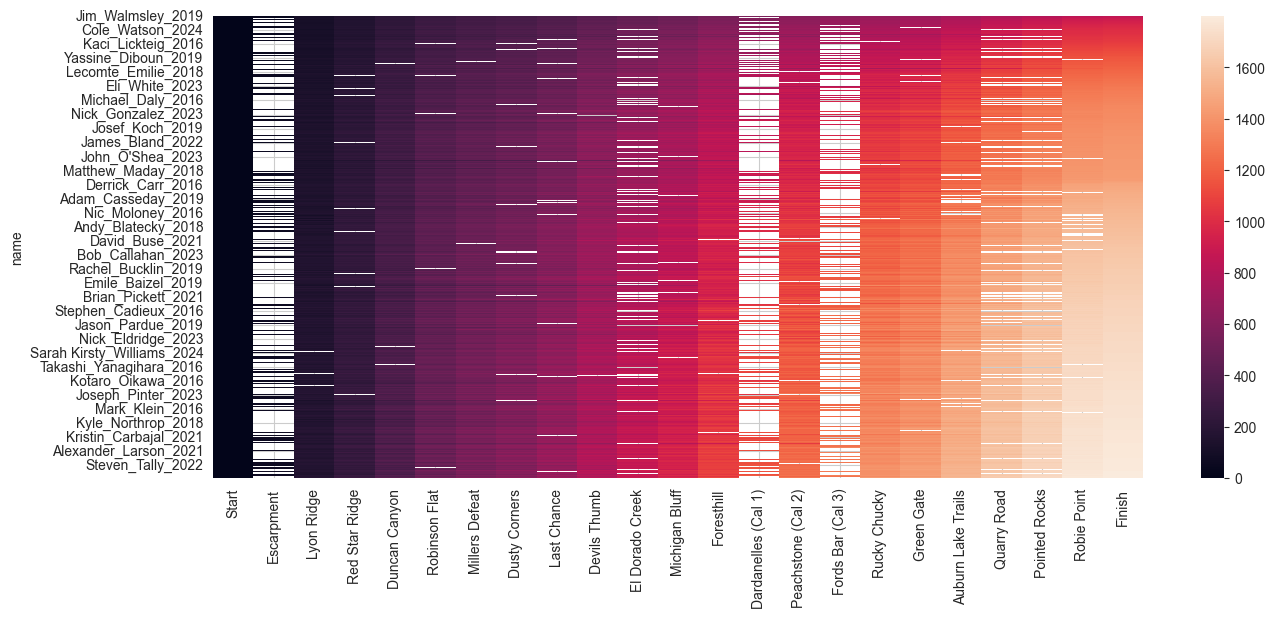 Jim_Walmsley_2019
Cole_Watson_2024
Kaci_Lickteig_2016
Yassine_Diboun_2019
Lecomte_Emilie_2018
Eli_White_2023
Michael_Daly_2016
Nick_Gonzalez_2023
Josef_Koch_2019
James_Bland_2022
John_O'Shea_2023
Matthew_Maday_2018
Derrick_Carr_2016
Adam_Casseday_2019
Nic_Moloney_2016
Andy_Blatecky_2018
David_Buse_2021
Bob_Callahan_2023
Rachel_Bucklin_2019
Emile_Baizel_2019
Brian_Pickett_2021
Stephen_Cadieux_2016
Jason_Pardue_2019
Nick_Eldridge_2023
Sarah Kirsty_Williams_2024
Takashi_Yanagihara_2016
Kotaro_Oikawa_2016
Joseph_Pinter_2023
Mark_Klein_2016
Kyle_Northrop_2018
Kristin_Carbajal_2021
Alexander_Larson_2021
Steven_Tally_2022
name
Start
Escarpment
Lyon Ridge
Red Star Ridge
Duncan Canyon
Robinson Flat
Millers Defeat
Dusty Corners
Last Chance
Devils Thumb
El Dorado Creek
Michigan Bluff
Foresthill
Dardanelles (Cal 1)
Peachstone (Cal 2)
Fords Bar (Cal 3)
Rucky Chucky
Green Gate
Auburn Lake Trails
Quarry Road
Pointed Rocks
Robie Point
Finish
1600
1400
1200
1000
800
600
400
200
0